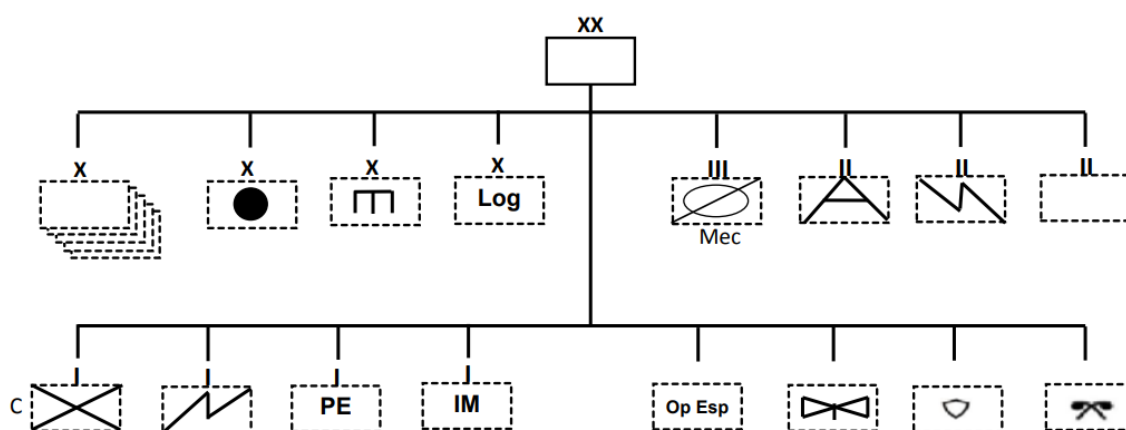 XX
X X X X III II II II
Log
Mec
I I I I
C PE IM Op Esp